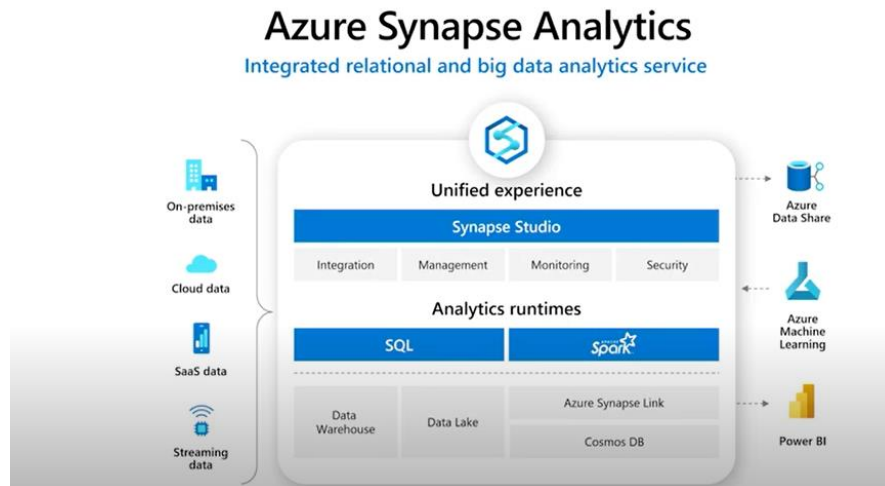 Azure Synapse Analytics
Integrated relational and big data analytics service
On-premises
data
Cloud data
SaaS data
Streaming
data
Unified experience
Synapse Studio
Integration
Management
Monitoring
Security
Analytics runtimes
SQL
APACHE
Spark
Data
Warehouse
Data Lake
Azure Synapse Link
Cosmos DB
Azure
Data Share
Azure
Machine
Learning
Power BI